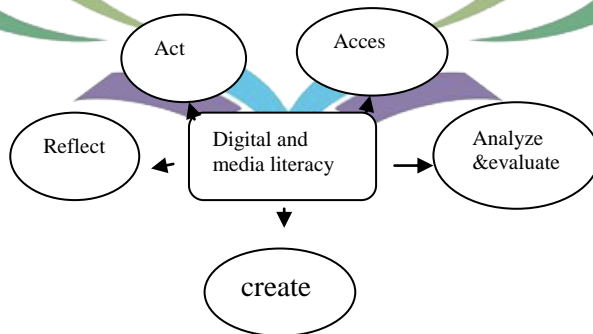 Act
Acces
Reflect
Digital and
media literacy
Analyze
&evaluate
create